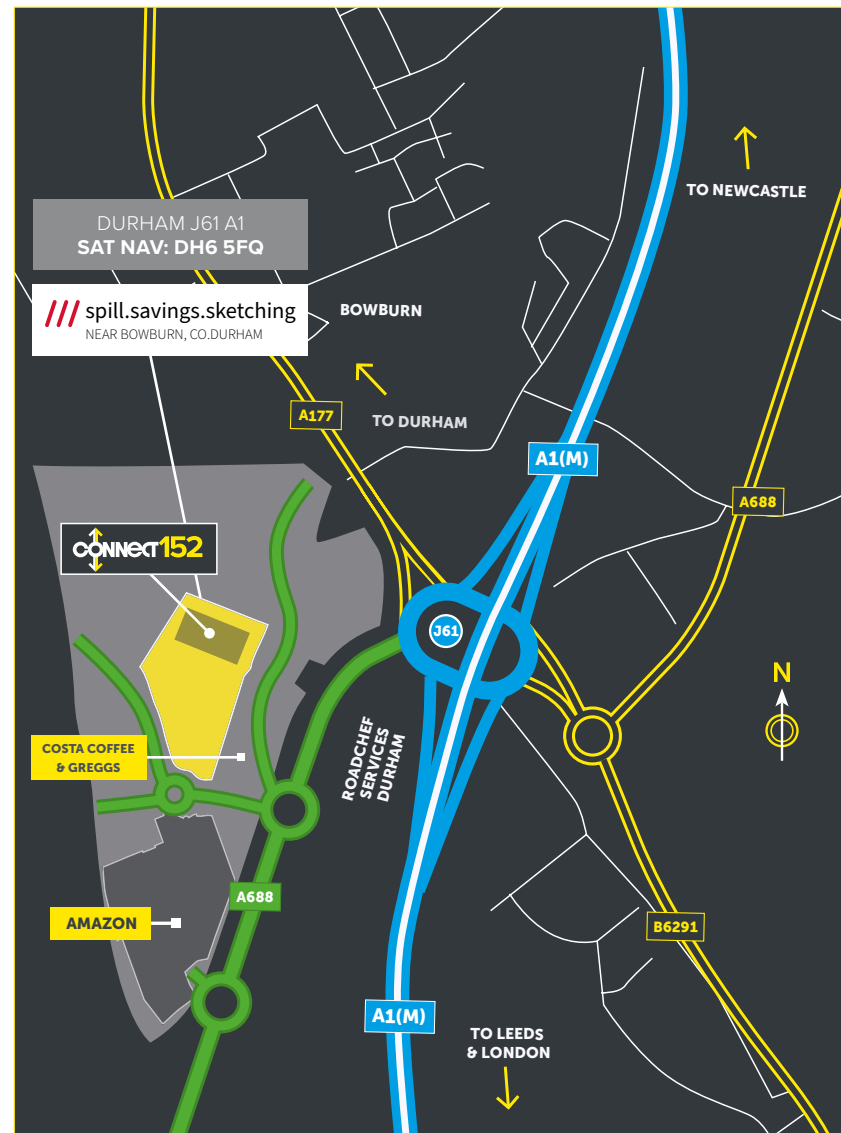 TO NEWCASTLE
DURHAM J61 A1
SAT NAV: DH6 5FQ
/// spill.savings.sketching
NEAR BOWBURN, CO.DURHAM
BOWBURN
A177
TO DURHAM
A1(M)
A688
CONNECT152
J61
N
COSTA COFFEE
& GREGGS
ROADCHEF
SERVICES
DURHAM
A688
AMAZON
B6291
A1(M)
TO LEEDS
& LONDON